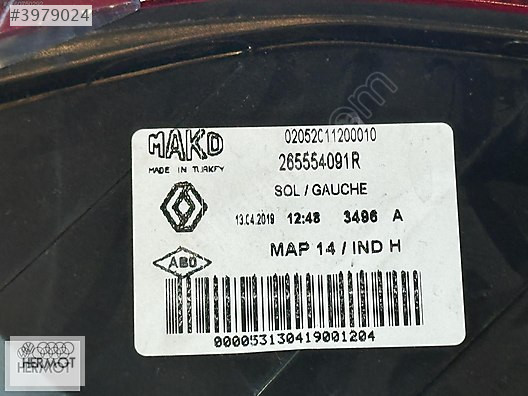 #3979024
MAKO
MADE IN TURKEY
02052C11200010
265554091R
SOL / GAUCHE
13.04.2019 12:48 3496 A
MAP 14 / IND H
ABO
000053130419001204
HERMOT
HERMOT